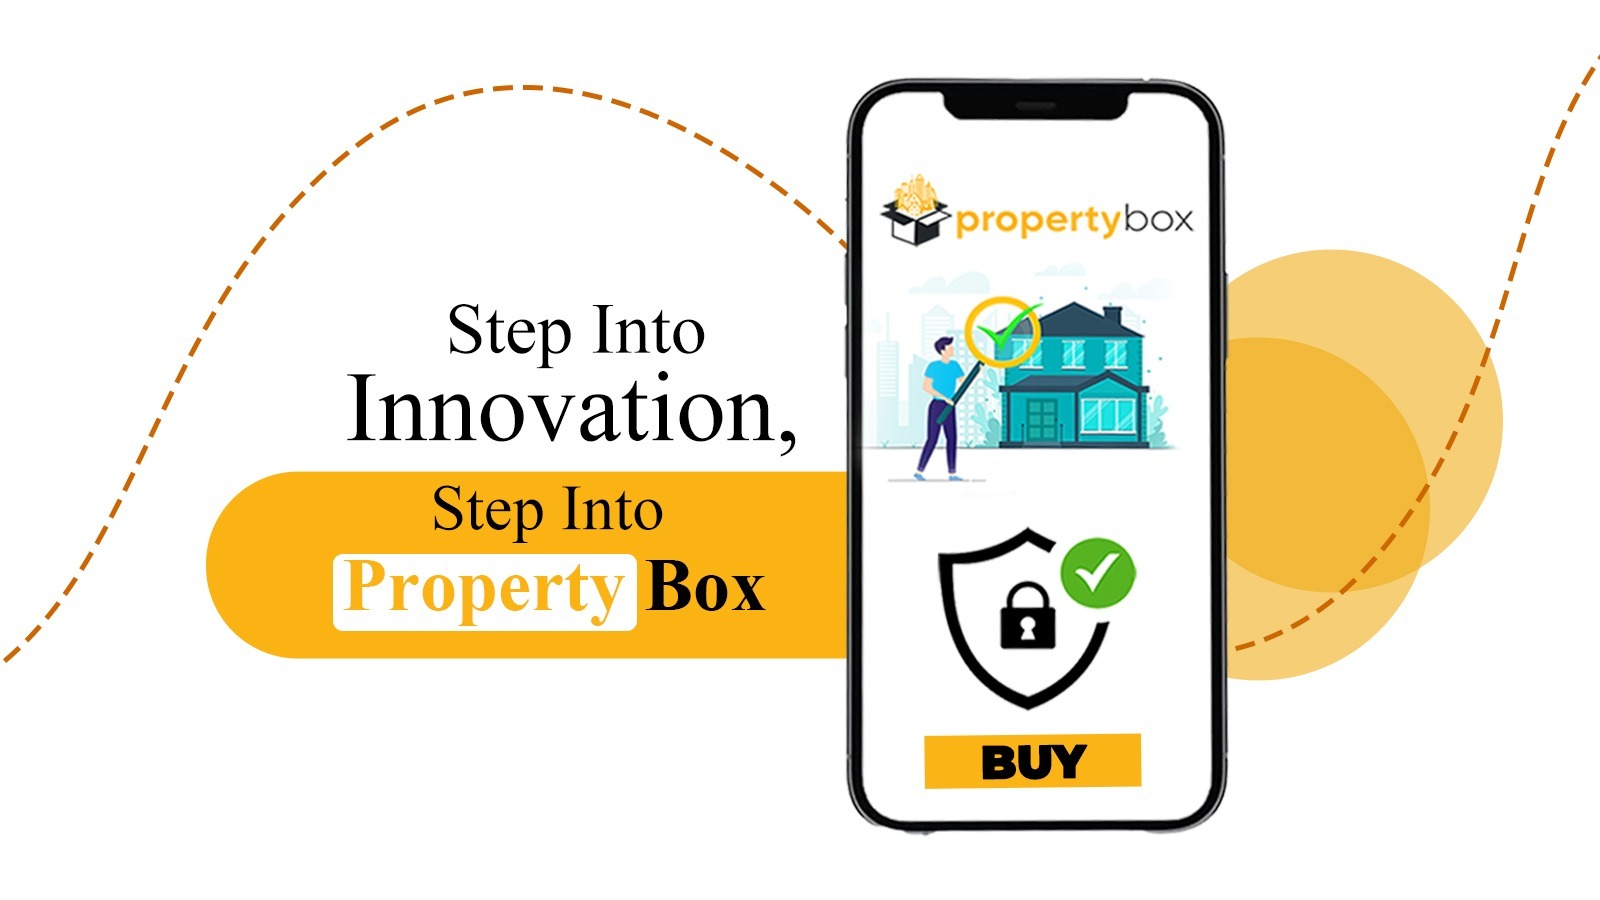 Step Into
Innovation,
Step Into
Property Box
propertybox
BUY